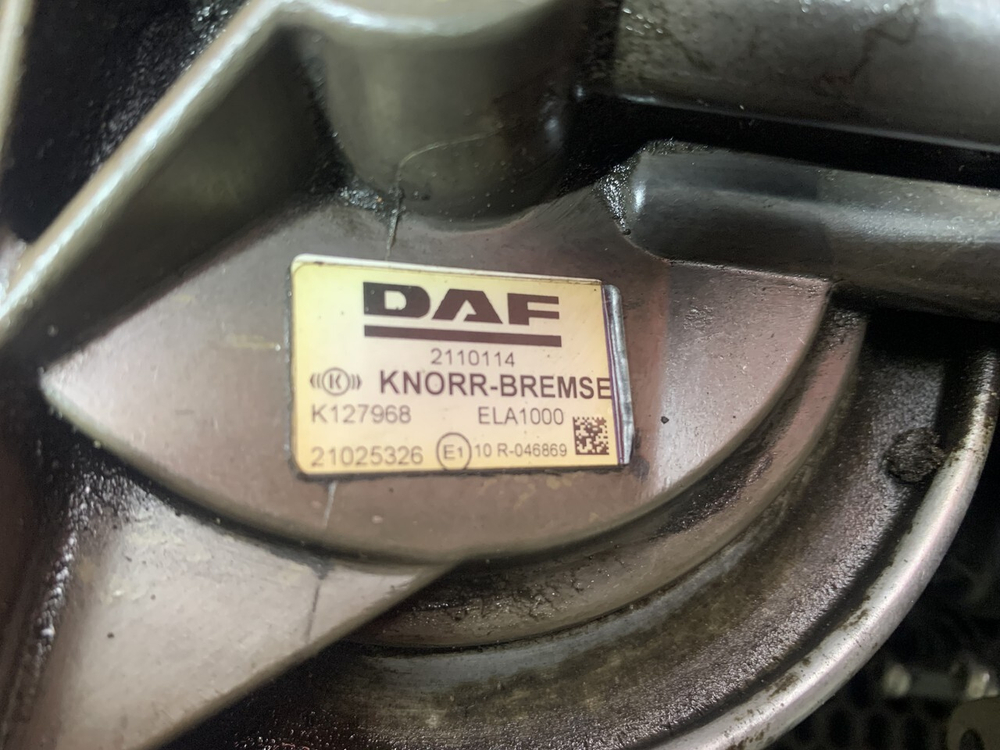 DAF
2110114
K KNORR-BREMSE
K127968 ELA1000
21025326 E1 10 R-046869